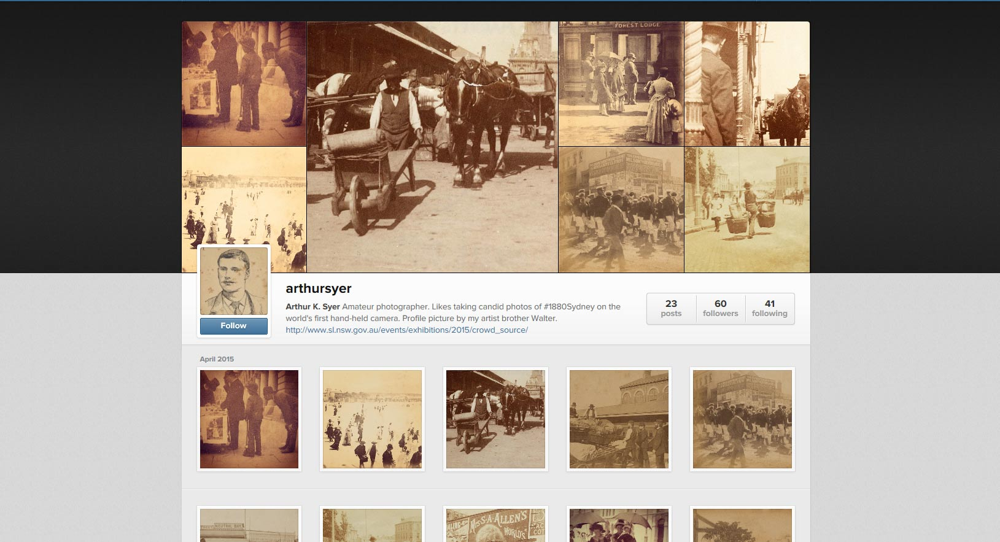 FOREST LODGE
arthursyer
Arthur K. Syer Amateur photographer. Likes taking candid photos of #1880Sydney on the
world's first hand-held camera. Profile picture by my artist brother Walter.
http://www.sl.nsw.gov.au/events/exhibitions/2015/crowd_source/
Follow
23 posts
60 followers
41 following
April 2015
NEUTRAL BAY
MRS. S.A. ALLEN'S
WORLD'S